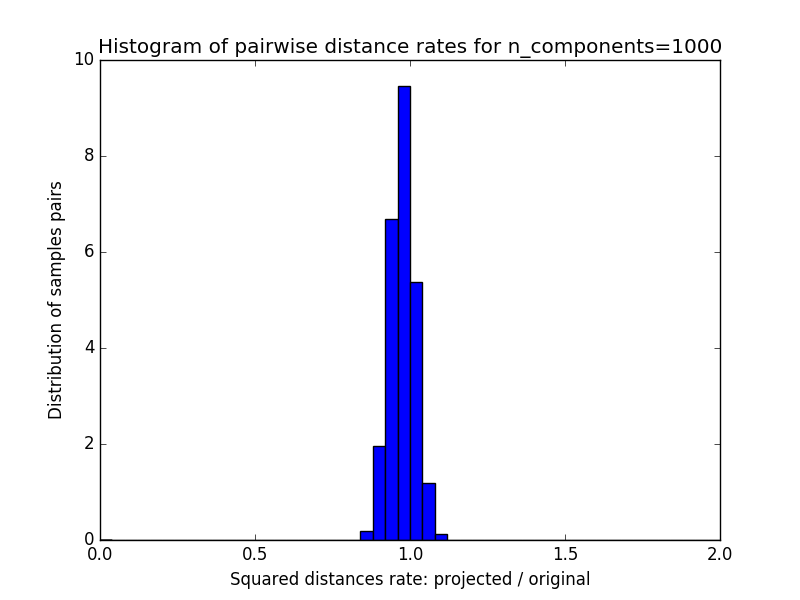 Histogram of pairwise distance rates for n_components=1000
10
8
6
4
2
0
Distribution of samples pairs
0.0 0.5 1.0 1.5 2.0
Squared distances rate: projected / original